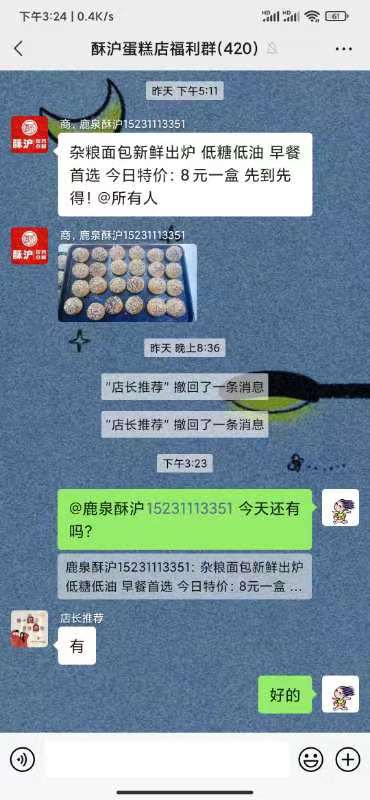 下午3:24 | 0.4K/s
61
酥沪蛋糕店福利群(420)
昨天 下午5:11
商，鹿泉酥沪15231113351
酥沪
杂粮面包新鲜出炉 低糖低油 早餐
首选 今日特价：8元一盒 先到先
得！@所有人
商，鹿泉酥沪15231113351
酥沪
昨天 晚上8:36
“店长推荐” 撤回了一条消息
“店长推荐” 撤回了一条消息
下午3:23
@鹿泉酥沪15231113351 今天还有
吗？
鹿泉酥沪15231113351：杂粮面包新鲜出炉
低糖低油 早餐首选 今日特价：8元一盒 ...
店长推荐
有
好的